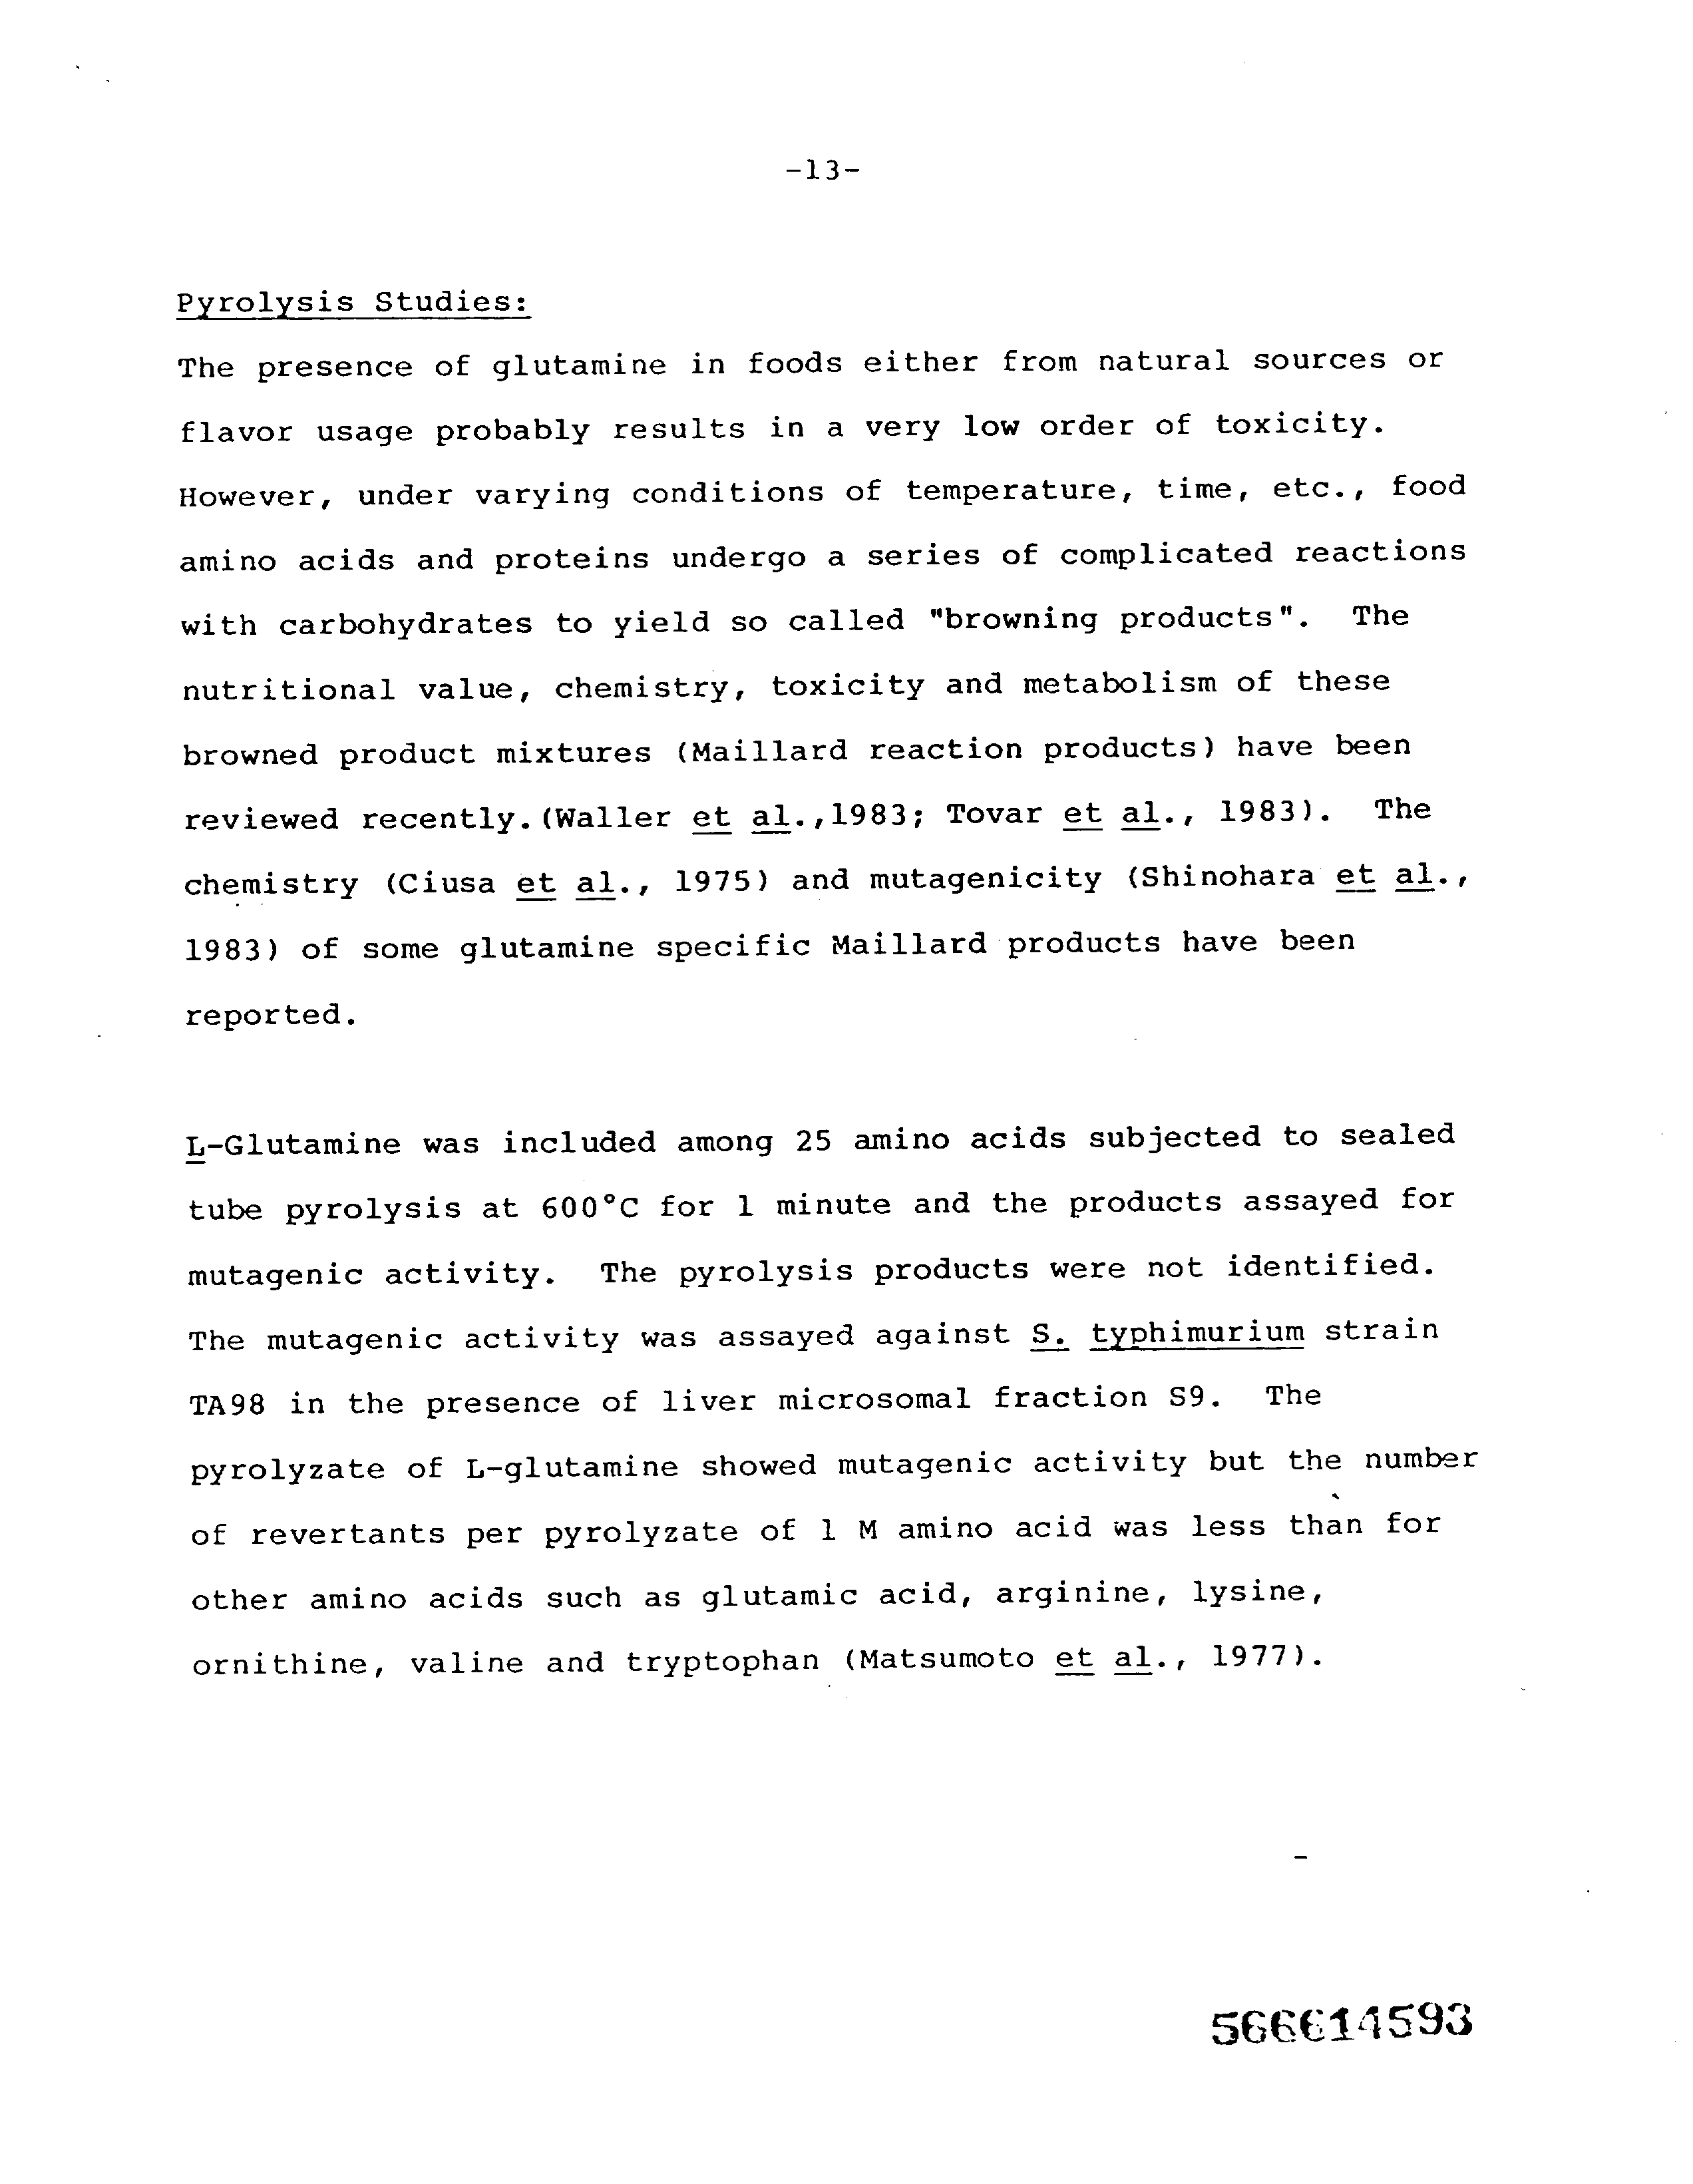 -13-
Pyrolysis Studies:
The presence of glutamine in foods either from natural sources or
flavor usage probably results in a very low order of toxicity.
However, under varying conditions of temperature, time, etc., food
amino acids and proteins undergo a series of complicated reactions
with carbohydrates to yield so called "browning products". The
nutritional value, chemistry, toxicity and metabolism of these
browned product mixtures (Maillard reaction products) have been
reviewed recently.(Waller et al.,1983; Tovar et al., 1983). The
chemistry (Ciusa et al., 1975) and mutagenicity (Shinohara et al.,
1983) of some glutamine specific Maillard products have been
reported.
L-Glutamine was included among 25 amino acids subjected to sealed
tube pyrolysis at 600°C for 1 minute and the products assayed for
mutagenic activity. The pyrolysis products were not identified.
The mutagenic activity was assayed against S. typhimurium strain
TA98 in the presence of liver microsomal fraction S9. The
pyrolyzate of L-glutamine showed mutagenic activity but the number
of revertants per pyrolyzate of 1 M amino acid was less than for
other amino acids such as glutamic acid, arginine, lysine,
ornithine, valine and tryptophan (Matsumoto et al., 1977).
566614593